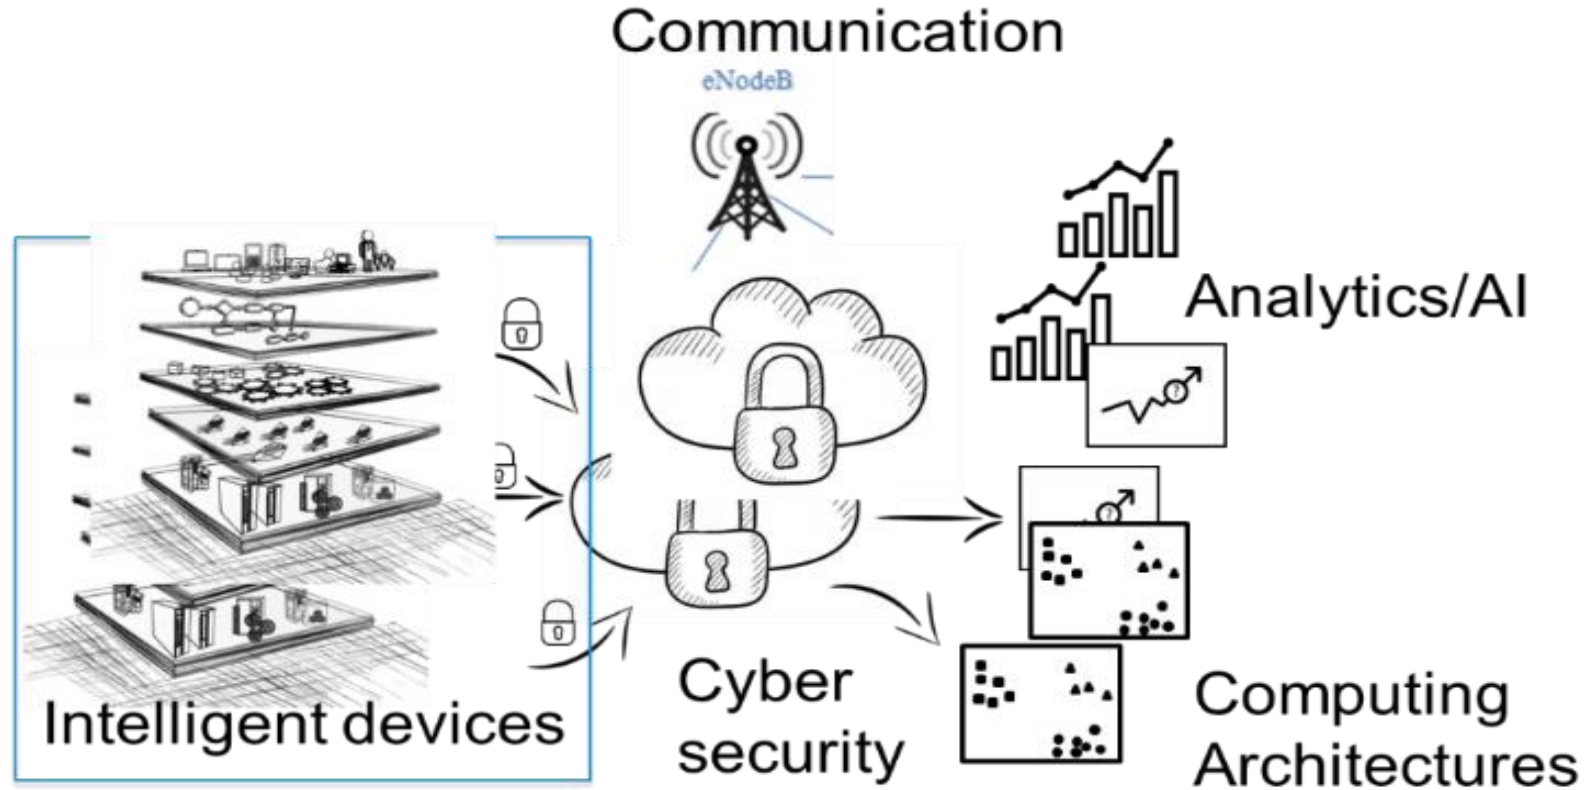 Communication
eNodeB
Analytics/AI
?
?
Intelligent devices
Cyber
security
Computing
Architectures